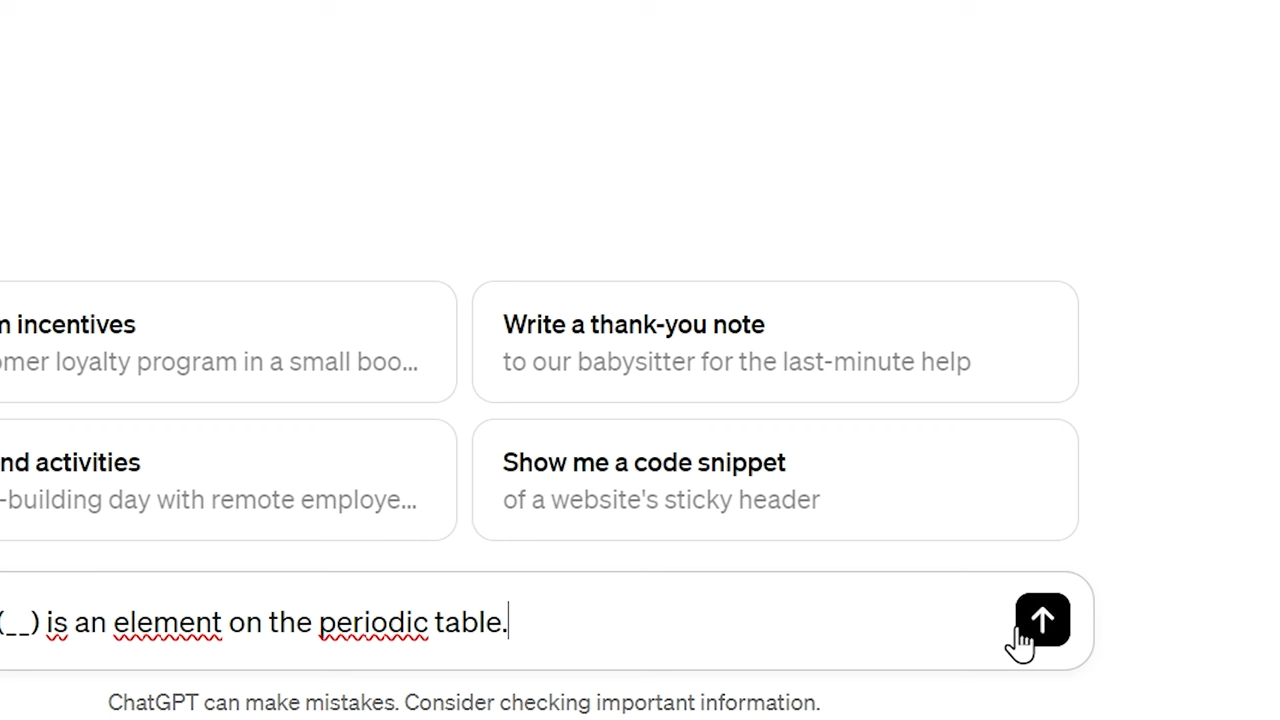 m incentives
omer loyalty program in a small boo...
Write a thank-you note
to our babysitter for the last-minute help
nd activities
-building day with remote employe...
Show me a code snippet
of a website's sticky header
(__) is an element on the periodic table.
ChatGPT can make mistakes. Consider checking important information.